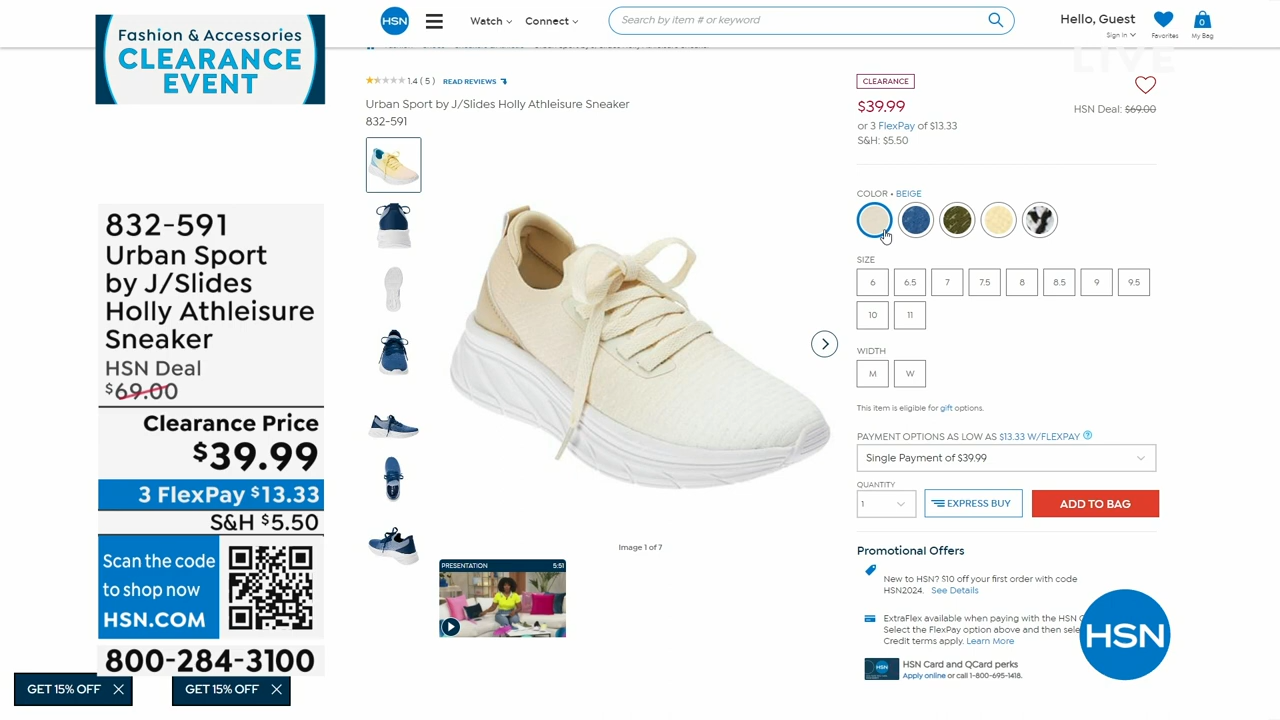 Fashion & Accessories
CLEARANCE
EVENT
HSN
Watch
Connect
Search by item # or keyword
Hello, Guest
Sign In
Favorites
0
My Bag
LIVE
1.4 ( 5 )
READ REVIEWS
Urban Sport by J/Slides Holly Athleisure Sneaker
832-591
CLEARANCE
$39.99
HSN Deal: $69.00
or 3 FlexPay of $13.33
S&H: $5.50
COLOR • BEIGE
SIZE
6
6.5
7
7.5
8
8.5
9
9.5
10
11
WIDTH
M
W
This item is eligible for gift options.
PAYMENT OPTIONS AS LOW AS $13.33 W/FLEXPAY
Single Payment of $39.99
QUANTITY
1
EXPRESS BUY
ADD TO BAG
Image 1 of 7
PRESENTATION
5:51
Promotional Offers
New to HSN? $10 off your first order with code
HSN2024. See Details
ExtraFlex available when paying with the HSN
Select the FlexPay option above and then
Credit terms apply. Learn More
HSN
HSN Card and QCard perks
Apply online or call 1-800-695-1418.
HSN
832-591
Urban Sport
by J/Slides
Holly Athleisure
Sneaker
HSN Deal
$69.00
Clearance Price
$39.99
3 FlexPay $13.33
S&H $5.50
Scan the code
to shop now
HSN.COM
800-284-3100
GET 15% OFF
GET 15% OFF